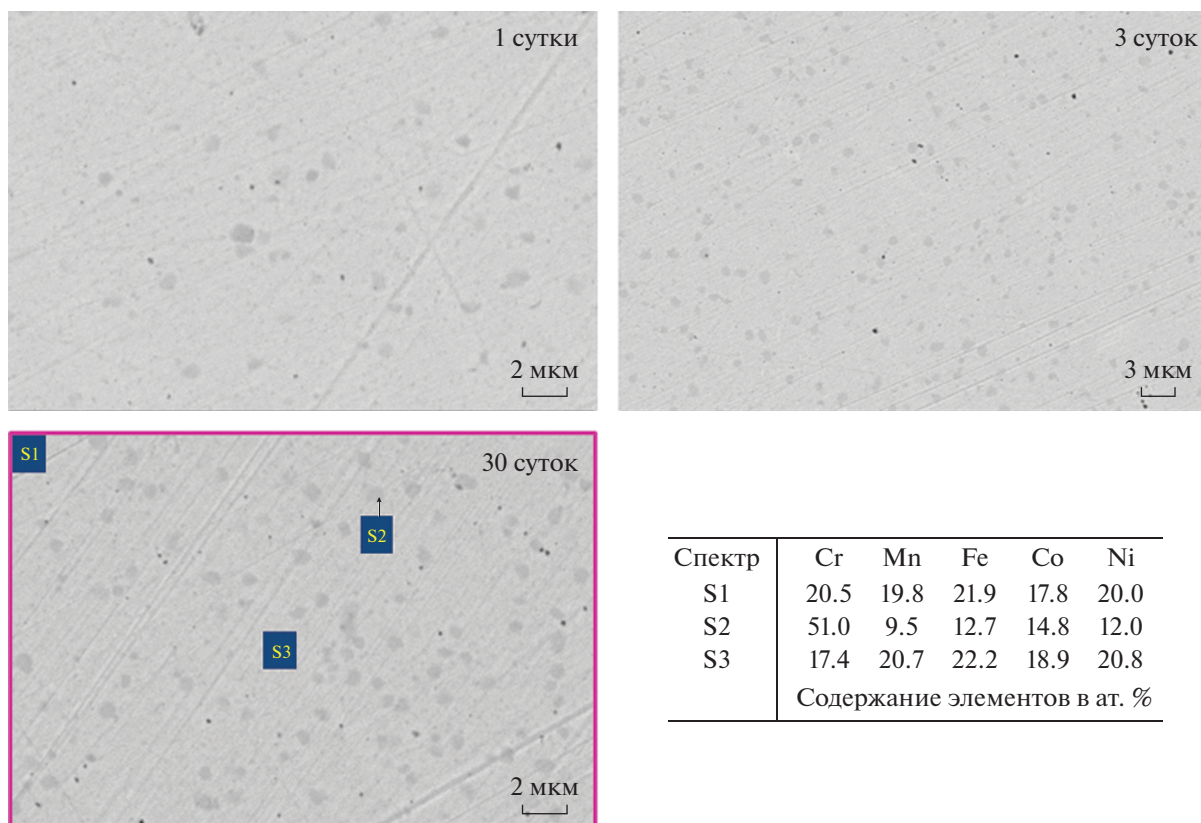 1 сутки
2 мкм
3 суток
3 мкм
S1
30 суток
S2
S3
2 мкм
Спектр Cr Mn Fe Co Ni
S1 20.5 19.8 21.9 17.8 20.0
S2 51.0 9.5 12.7 14.8 12.0
S3 17.4 20.7 22.2 18.9 20.8
Содержание элементов в ат. %